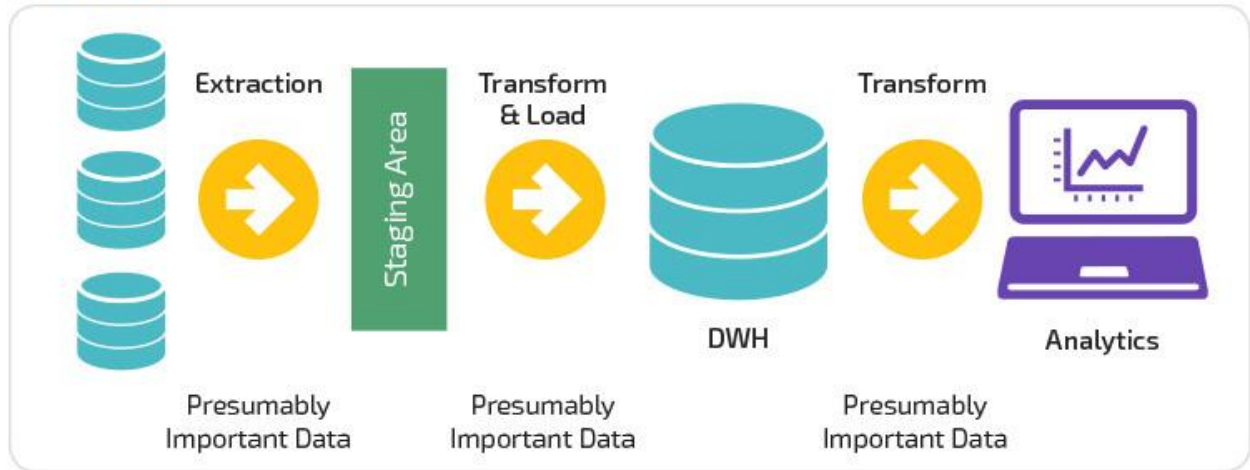 Extraction
Staging Area
Transform
& Load
Transform
DWH
Analytics
Presumably
Important Data
Presumably
Important Data
Presumably
Important Data